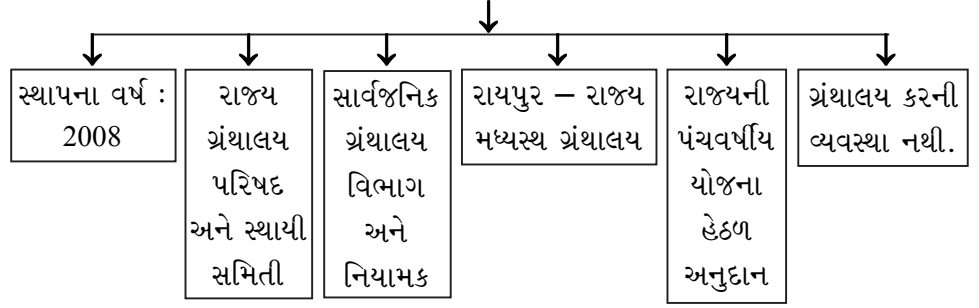 સ્થાપના વર્ષ :
2008
રાજ્ય
ગ્રંથાલય
પરિષદ
અને સ્થાયી
સમિતી
સાર્વજનિક
ગ્રંથાલય
વિભાગ
અને
નિયામક
રાયપુર – રાજ્ય
મધ્યસ્થ ગ્રંથાલય
રાજ્યની
પંચવર્ષીય
યોજના
હેઠળ
અનુદાન
ગ્રંથાલય કરની
વ્યવસ્થા નથી.